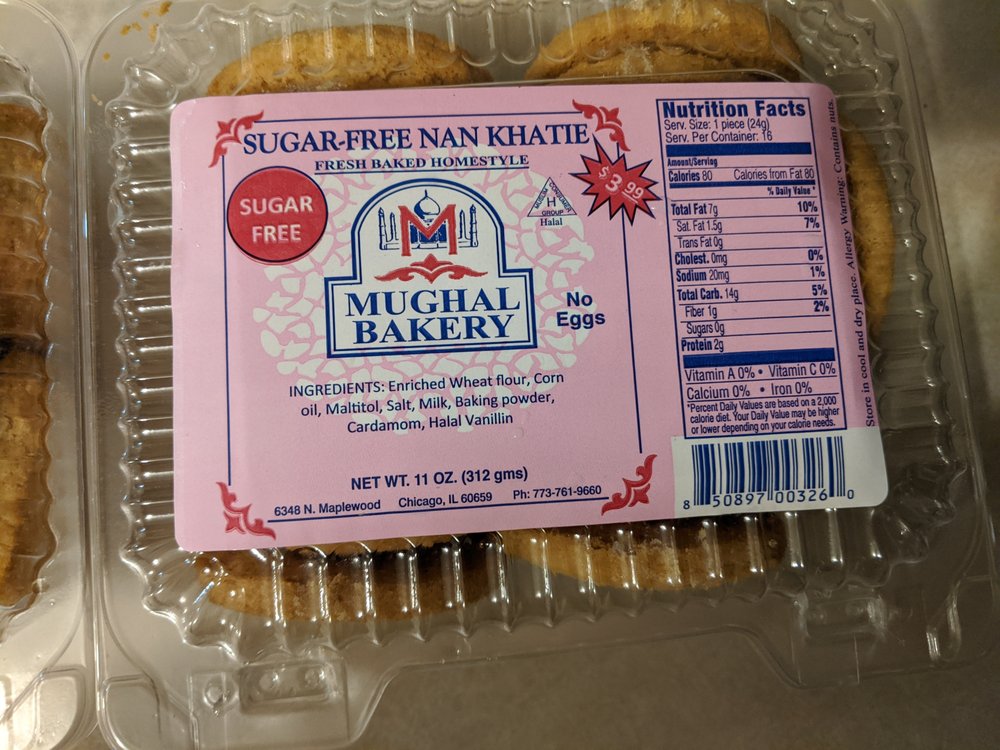 SUGAR-FREE NAN KHATIE
FRESH BAKED HOMESTYLE
SUGAR
FREE
$3.99
MUSLIM CONSUMER
GROUP
H
Halal
M
MUGHAL
BAKERY
No
Eggs
INGREDIENTS: Enriched Wheat flour, Corn
oil, Maltitol, Salt, Milk, Baking powder,
Cardamom, Halal Vanillin
NET WT. 11 OZ. (312 gms)
6348 N. Maplewood Chicago, IL 60659 Ph: 773-761-9660
Nutrition Facts
Serv. Size: 1 piece (24g)
Serv. Per Container: 16
Amount/Serving
Calories 80 Calories from Fat 80
% Daily Value*
Total Fat 7g 10%
Sat. Fat 1.5g 7%
Trans Fat 0g
Cholest. 0mg 0%
Sodium 20mg 1%
Total Carb. 14g 5%
Fiber 1g 2%
Sugars 0g
Protein 2g
Vitamin A 0% • Vitamin C 0%
Calcium 0% • Iron 0%
*Percent Daily Values are based on a 2,000
calorie diet. Your Daily Value may be higher
or lower depending on your calorie needs.
Store in cool and dry place. Allergy Warning: Contains nuts.
8 50897 00326 0